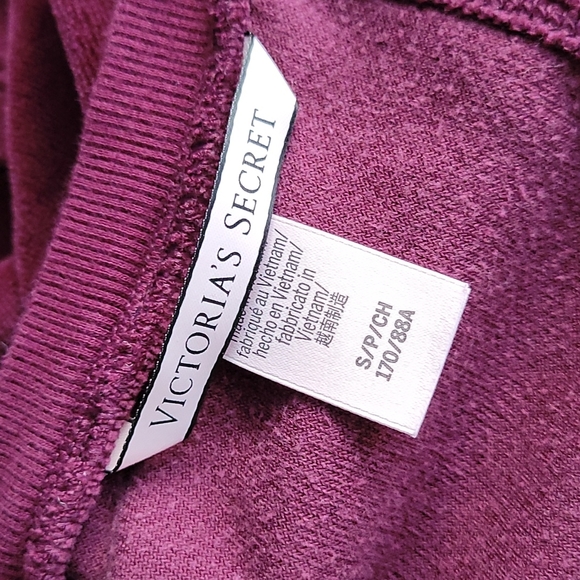 VICTORIA'S SECRET
fabriqué au Vietnam/
hecho en Vietnam/
fabbricato in
Vietnam/
越南制造
S/P/CH
170/88A